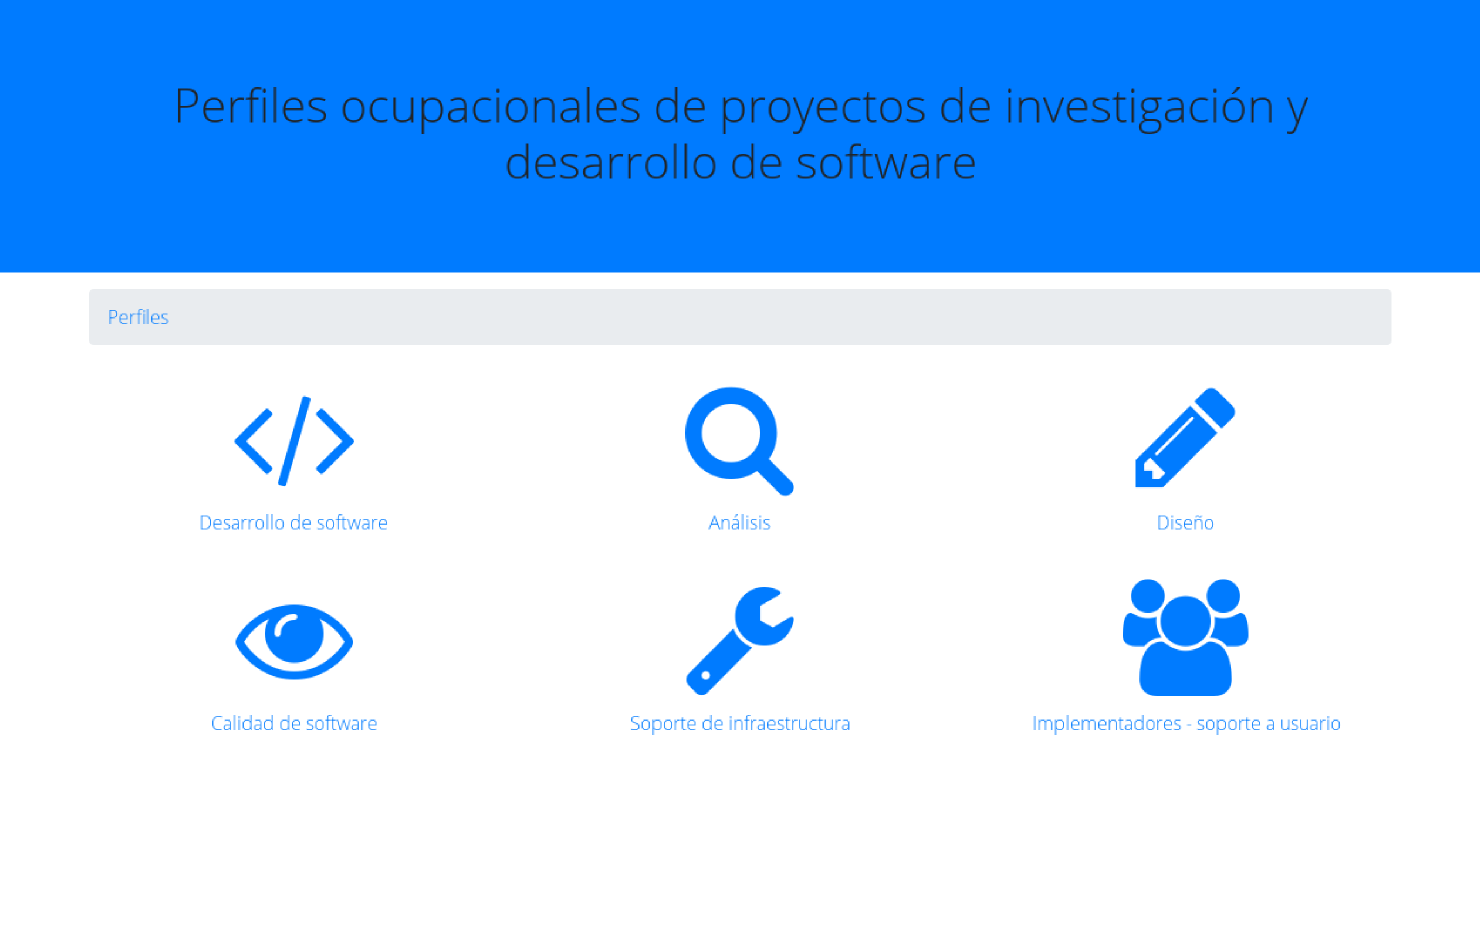 Perfiles ocupacionales de proyectos de investigación y
desarrollo de software
Perfiles
Desarrollo de software
Análisis
Diseño
Calidad de software
Soporte de infraestructura
Implementadores - soporte a usuario